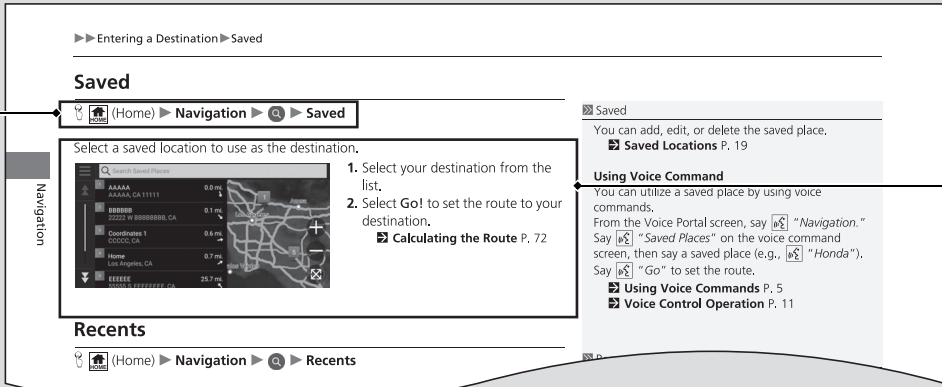 Entering a Destination Saved
Saved
HOME (Home) Navigation Saved
Select a saved location to use as the destination.
Search Saved Places
AAAAA 0.0 mi.
AAAAA, CA 11111
BBBBBB 0.1 mi.
22222 W BBBBBBBB, CA
Coordinates 1 0.6 mi.
CCCCC, CA
Home 0.7 mi.
Los Angeles, CA
EEEEEE 25.7 mi.
55555 S EEEEEEEE, CA
1. Select your destination from the
list.
2. Select Go! to set the route to your
destination.
Calculating the Route P. 72
Recents
HOME (Home) Navigation Recents
Navigation
Saved
You can add, edit, or delete the saved place.
Saved Locations P. 19
Using Voice Command
You can utilize a saved place by using voice
commands.
From the Voice Portal screen, say "Navigation."
Say "Saved Places" on the voice command
screen, then say a saved place (e.g., "Honda").
Say "Go" to set the route.
Using Voice Commands P. 5
Voice Control Operation P. 11